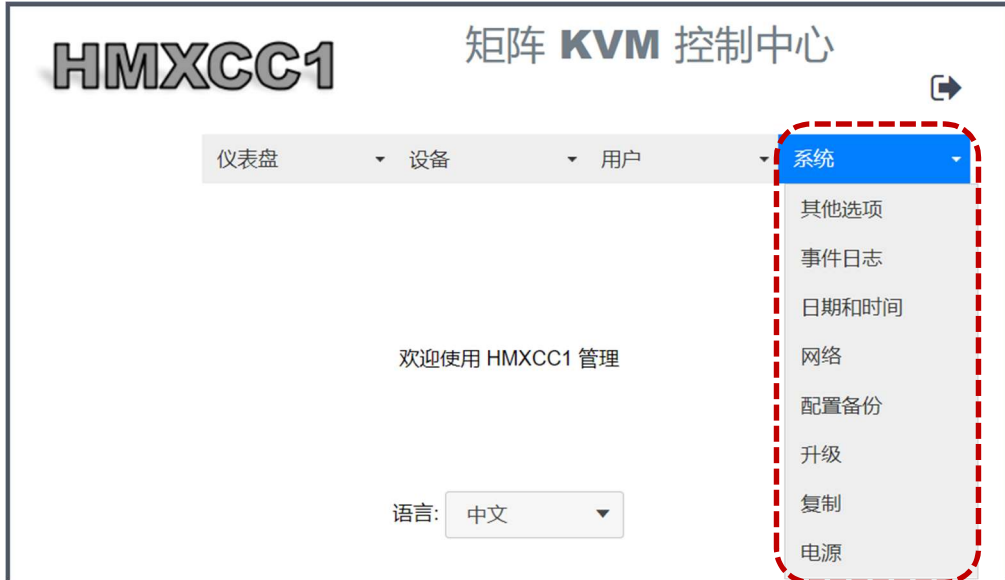 HMXCC1
矩阵 KVM 控制中心
仪表盘 设备 用户 系统
其他选项
事件日志
日期和时间
网络
欢迎使用 HMXCC1 管理
配置备份
升级
复制
语言: 中文
电源